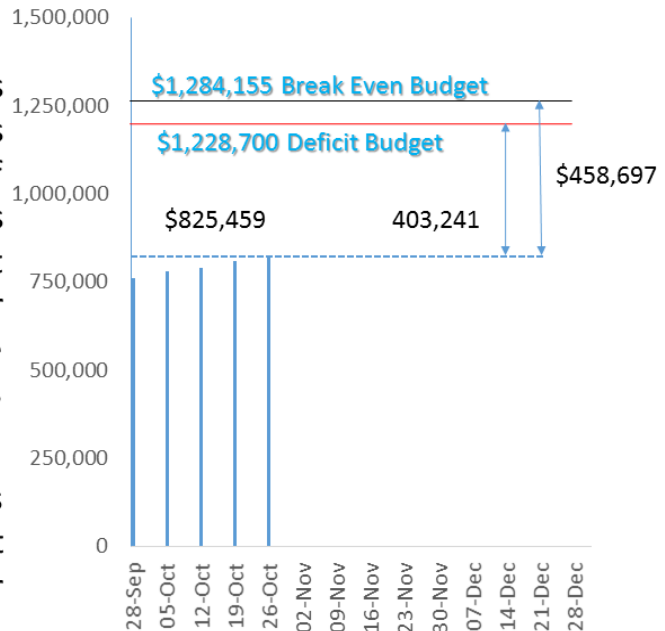 1,500,000
$1,284,155 Break Even Budget
1,250,000
$1,228,700 Deficit Budget
$458,697
1,000,000
$825,459
403,241
750,000
500,000
250,000
0
28-Sep
05-Oct
12-Oct
19-Oct
26-Oct
02-Nov
09-Nov
16-Nov
23-Nov
30-Nov
07-Dec
14-Dec
21-Dec
28-Dec